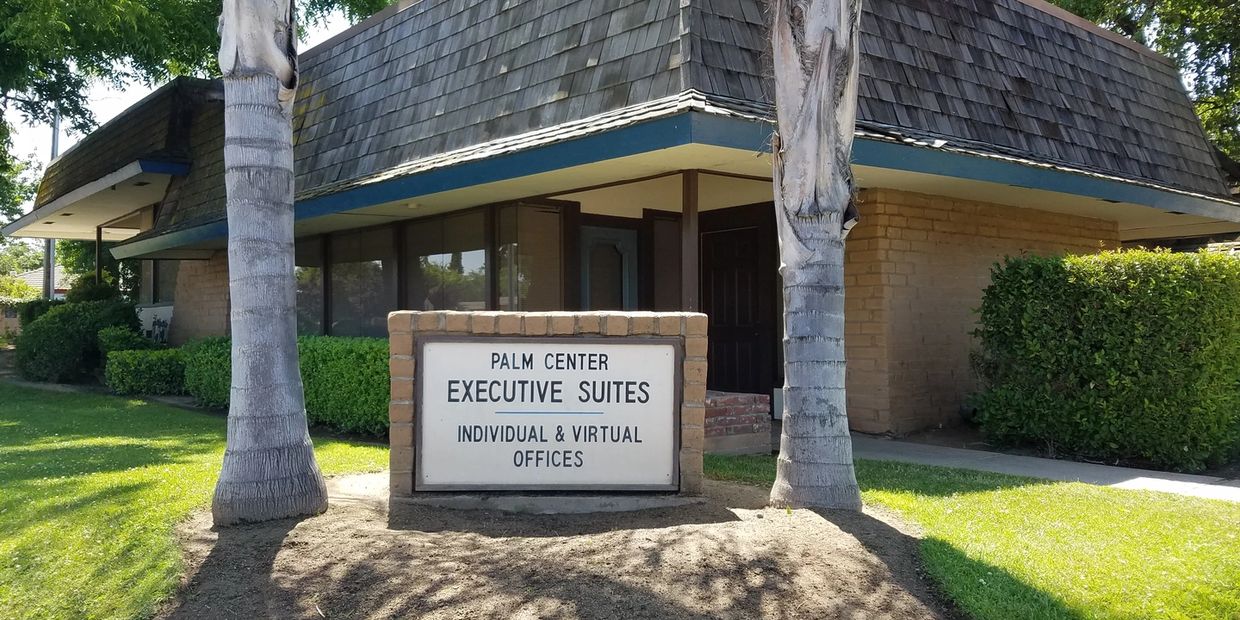 PALM CENTER
EXECUTIVE SUITES
INDIVIDUAL & VIRTUAL
OFFICES